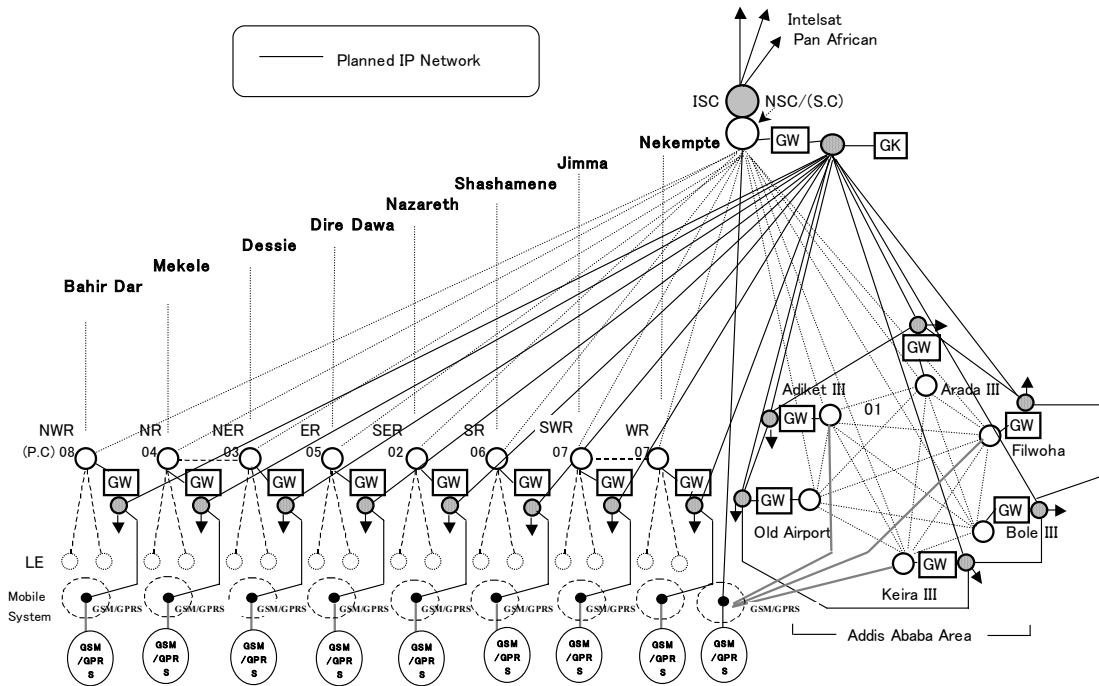 Intelsat
Pan African
Planned IP Network
ISC
NSC/(S.C)
GW
GK
Nekempte
Jimma
Shashamene
Nazareth
Dire Dawa
Dessie
Mekele
Bahir Dar
GW
Adiket III
Arada III
01
GW
GW
Filwoha
NWR
NR
NER
ER
SER
SR
SWR
WR
(P.C) 08
04
03
05
02
06
07
07
GW
GW
GW
GW
GW
GW
GW
GW
GW
GW
Old Airport
Bole III
LE
GW
Keira III
Mobile
System
GSM/GPRS
GSM/GPRS
GSM/GPRS
GSM/GPRS
GSM/GPRS
GSM/GPRS
GSM/GPRS
GSM/GPRS
Addis Ababa Area
GSM
/GPR
S
GSM
/GPR
S
GSM
/GPR
S
GSM
/GPR
S
GSM
/GPR
S
GSM
/GPR
S
GSM
/GPR
S
GSM
/GPR
S
GSM
/GPR
S